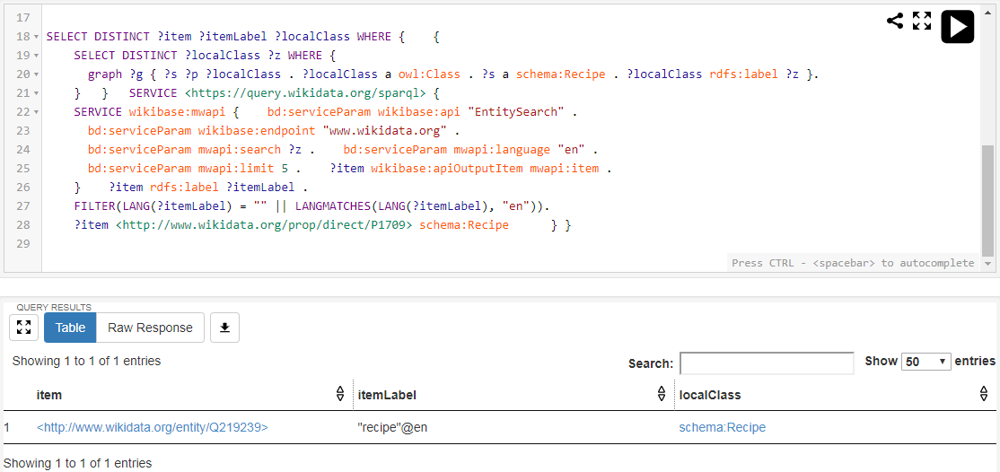 17
18 SELECT DISTINCT ?item ?itemLabel ?localClass WHERE {    {
19     SELECT DISTINCT ?localClass ?z WHERE {
20       graph ?g { ?s ?p ?localClass . ?localClass a owl:Class . ?s a schema:Recipe . ?localClass rdfs:label ?z }.
21     }   }   SERVICE <https://query.wikidata.org/sparql> {
22     SERVICE wikibase:mwapi {    bd:serviceParam wikibase:api "EntitySearch" .
23       bd:serviceParam wikibase:endpoint "www.wikidata.org" .
24       bd:serviceParam mwapi:search ?z .    bd:serviceParam mwapi:language "en" .
25       bd:serviceParam mwapi:limit 5 .    ?item wikibase:apiOutputItem mwapi:item .
26     }    ?item rdfs:label ?itemLabel .
27     FILTER(LANG(?itemLabel) = "" || LANGMATCHES(LANG(?itemLabel), "en")).
28     ?item <http://www.wikidata.org/prop/direct/P1709> schema:Recipe      } }
29
Press CTRL - <spacebar> to autocomplete
QUERY RESULTS
Table Raw Response
Showing 1 to 1 of 1 entries Search: Show 50 entries
item itemLabel localClass
1 <http://www.wikidata.org/entity/Q219239> "recipe"@en schema:Recipe
Showing 1 to 1 of 1 entries